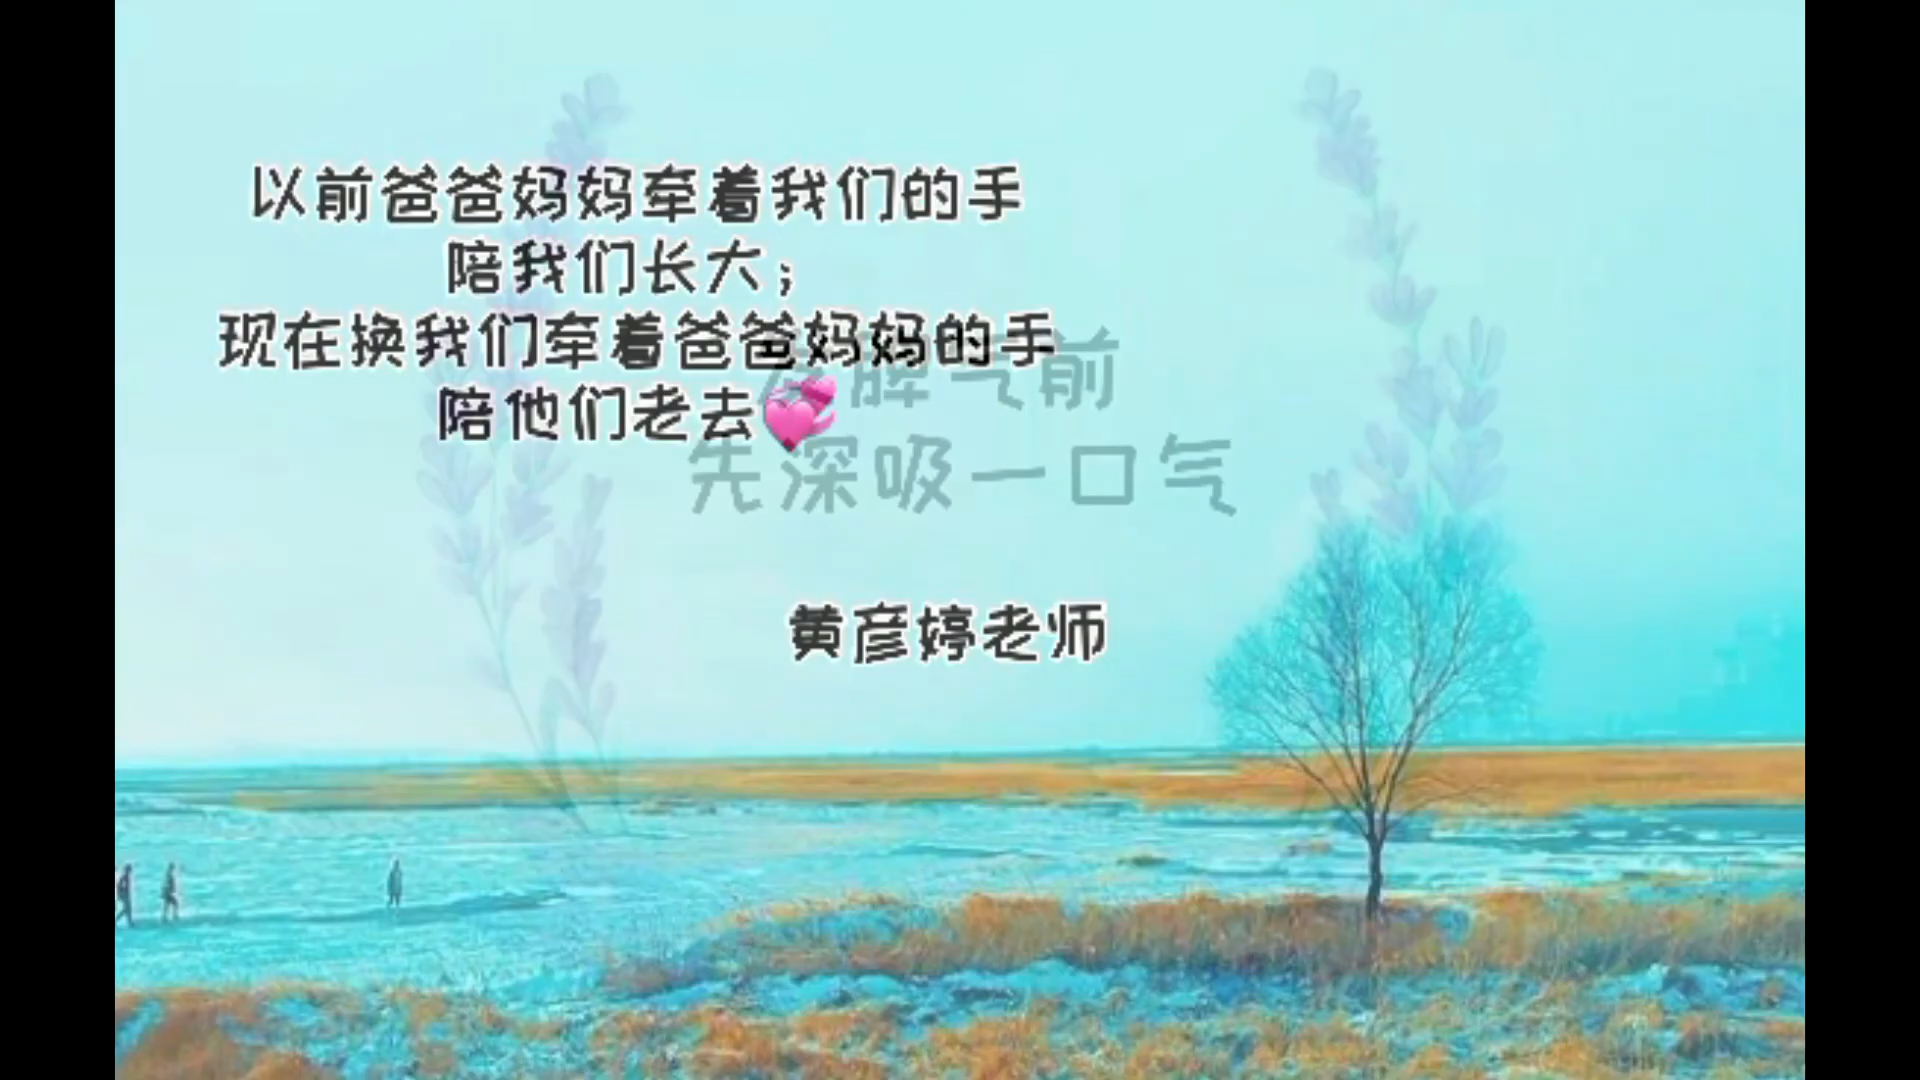 以前爸爸妈妈牵着我们的手
陪我们长大；
现在换我们牵着爸爸妈妈的手
陪他们老去💞
脾气前
先深吸一口气
黄彦婷老师